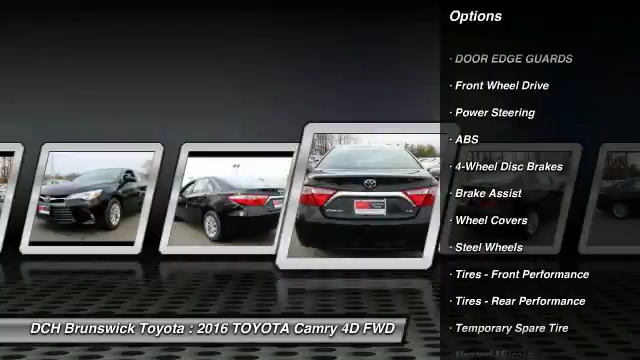 Options
· DOOR EDGE GUARDS
· Front Wheel Drive
· Power Steering
· ABS
· 4-Wheel Disc Brakes
· Brake Assist
· Wheel Covers
· Steel Wheels
· Tires - Front Performance
· Tires - Rear Performance
· Temporary Spare Tire
DCH Brunswick Toyota : 2016 TOYOTA Camry 4D FWD